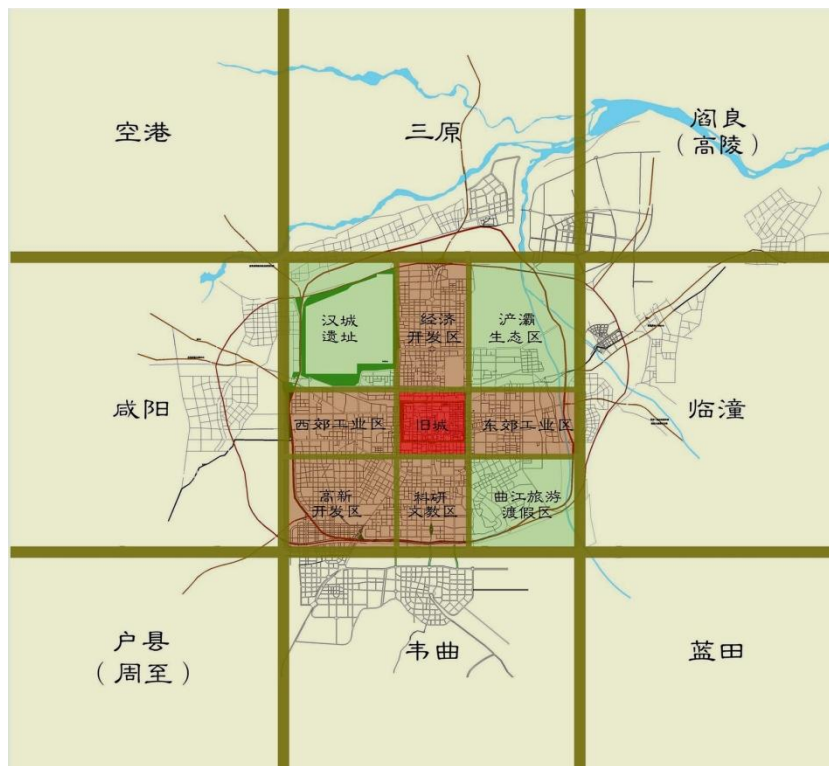 空港
三原
阎良
（高陵）
汉城
遗址
经济
开发区
浐灞
生态区
咸阳
西郊工业区
旧城
东郊工业区
临潼
高新
开发区
科研
文教区
曲江旅游
渡假区
户县
（周至）
韦曲
蓝田